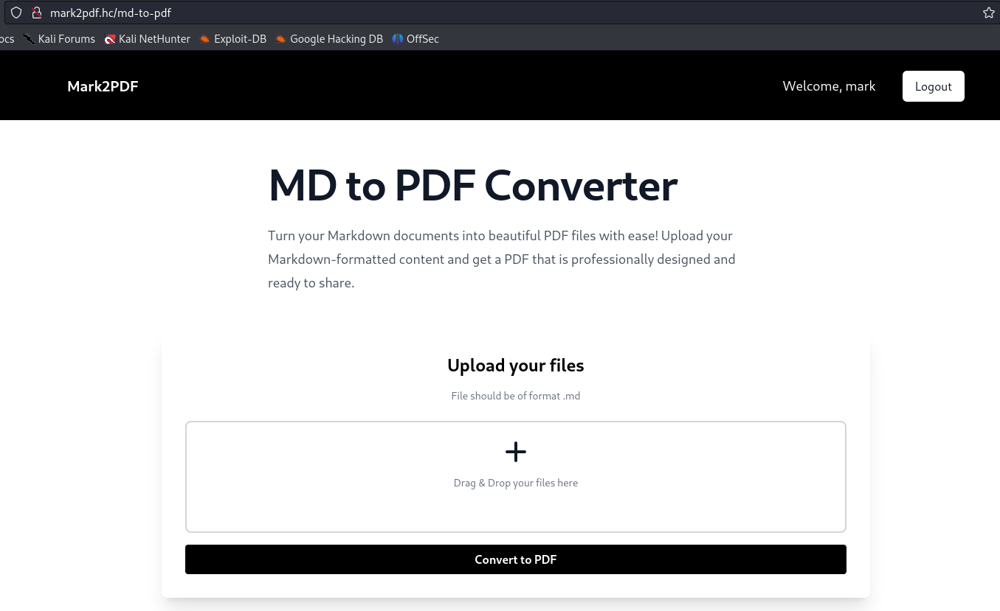 mark2pdf.hc/md-to-pdf
ocs Kali Forums Kali NetHunter Exploit-DB Google Hacking DB OffSec
Mark2PDF Welcome, mark Logout
MD to PDF Converter
Turn your Markdown documents into beautiful PDF files with ease! Upload your
Markdown-formatted content and get a PDF that is professionally designed and
ready to share.
Upload your files
File should be of format .md
Drag & Drop your files here
Convert to PDF